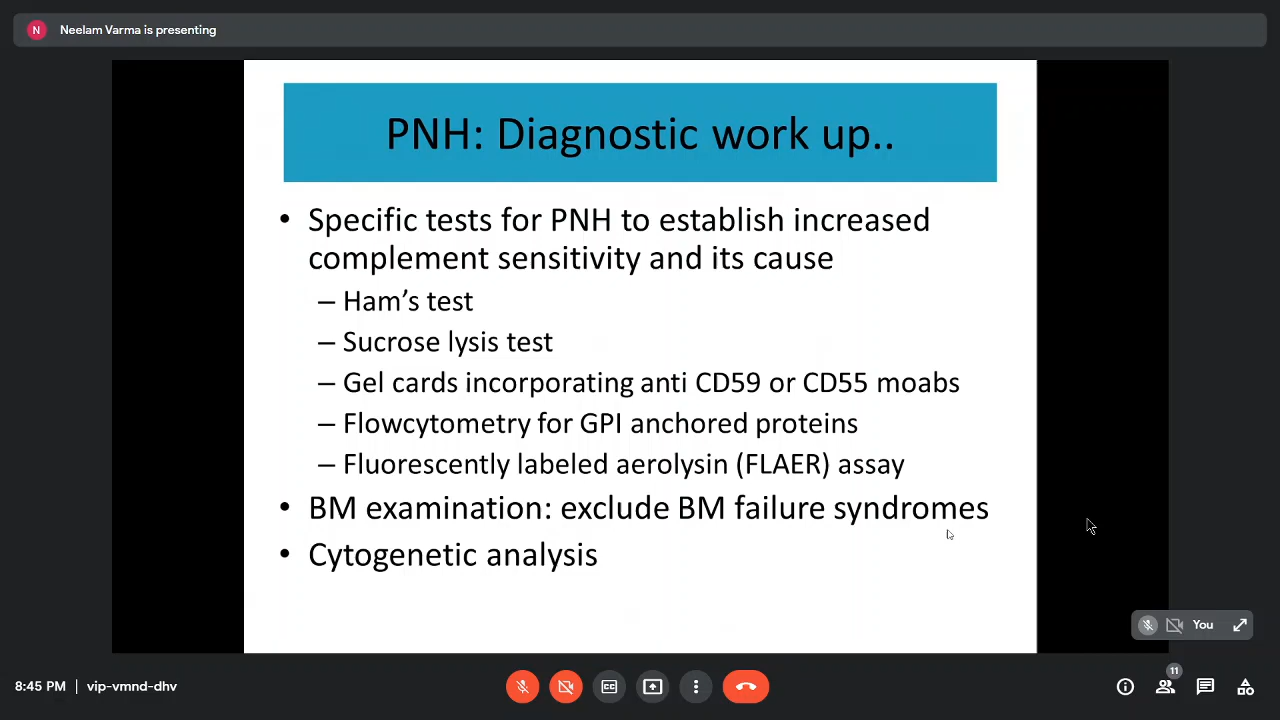 N Neelam Varma is presenting
PNH: Diagnostic work up..
• Specific tests for PNH to establish increased
complement sensitivity and its cause
– Ham’s test
– Sucrose lysis test
– Gel cards incorporating anti CD59 or CD55 moabs
– Flowcytometry for GPI anchored proteins
– Fluorescently labeled aerolysin (FLAER) assay
• BM examination: exclude BM failure syndromes
• Cytogenetic analysis
You
8:45 PM | vip-vmnd-dhv
CC
11